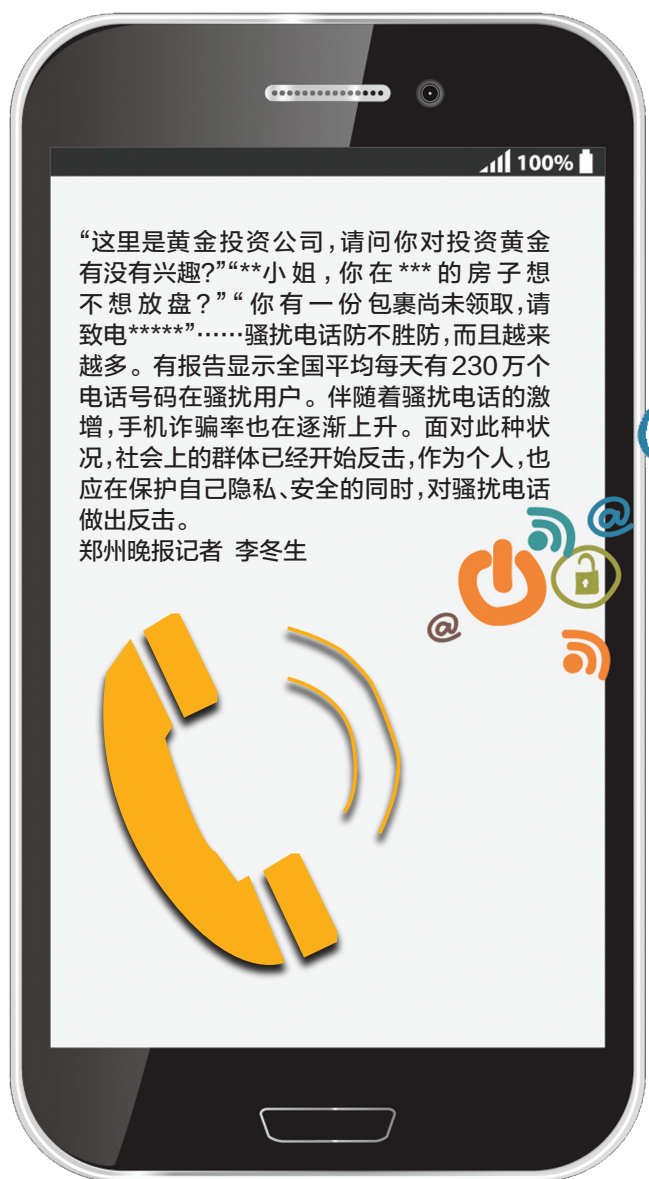 100%
“这里是黄金投资公司,请问你对投资黄金
有没有兴趣?”“**小姐,你在***的房子想
不想放盘?”“你有一份包裹尚未领取,请
致电*****”……骚扰电话防不胜防,而且越来
越多。有报告显示全国平均每天有230万个
电话号码在骚扰用户。伴随着骚扰电话的激
增,手机诈骗率也在逐渐上升。面对此种状
况,社会上的群体已经开始反击,作为个人,也
应在保护自己隐私、安全的同时,对骚扰电话
做出反击。
郑州晚报记者 李冬生
@
@